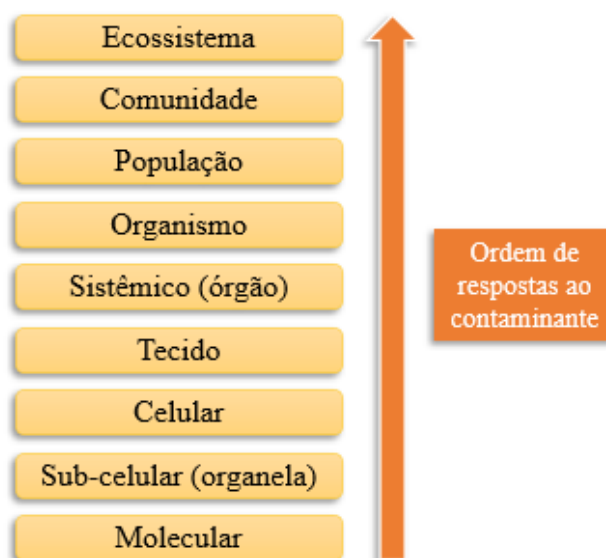 Ecossistema
Comunidade
População
Organismo
Sistêmico (órgão)
Tecido
Celular
Sub-celular (organela)
Molecular
Ordem de
respostas ao
contaminante